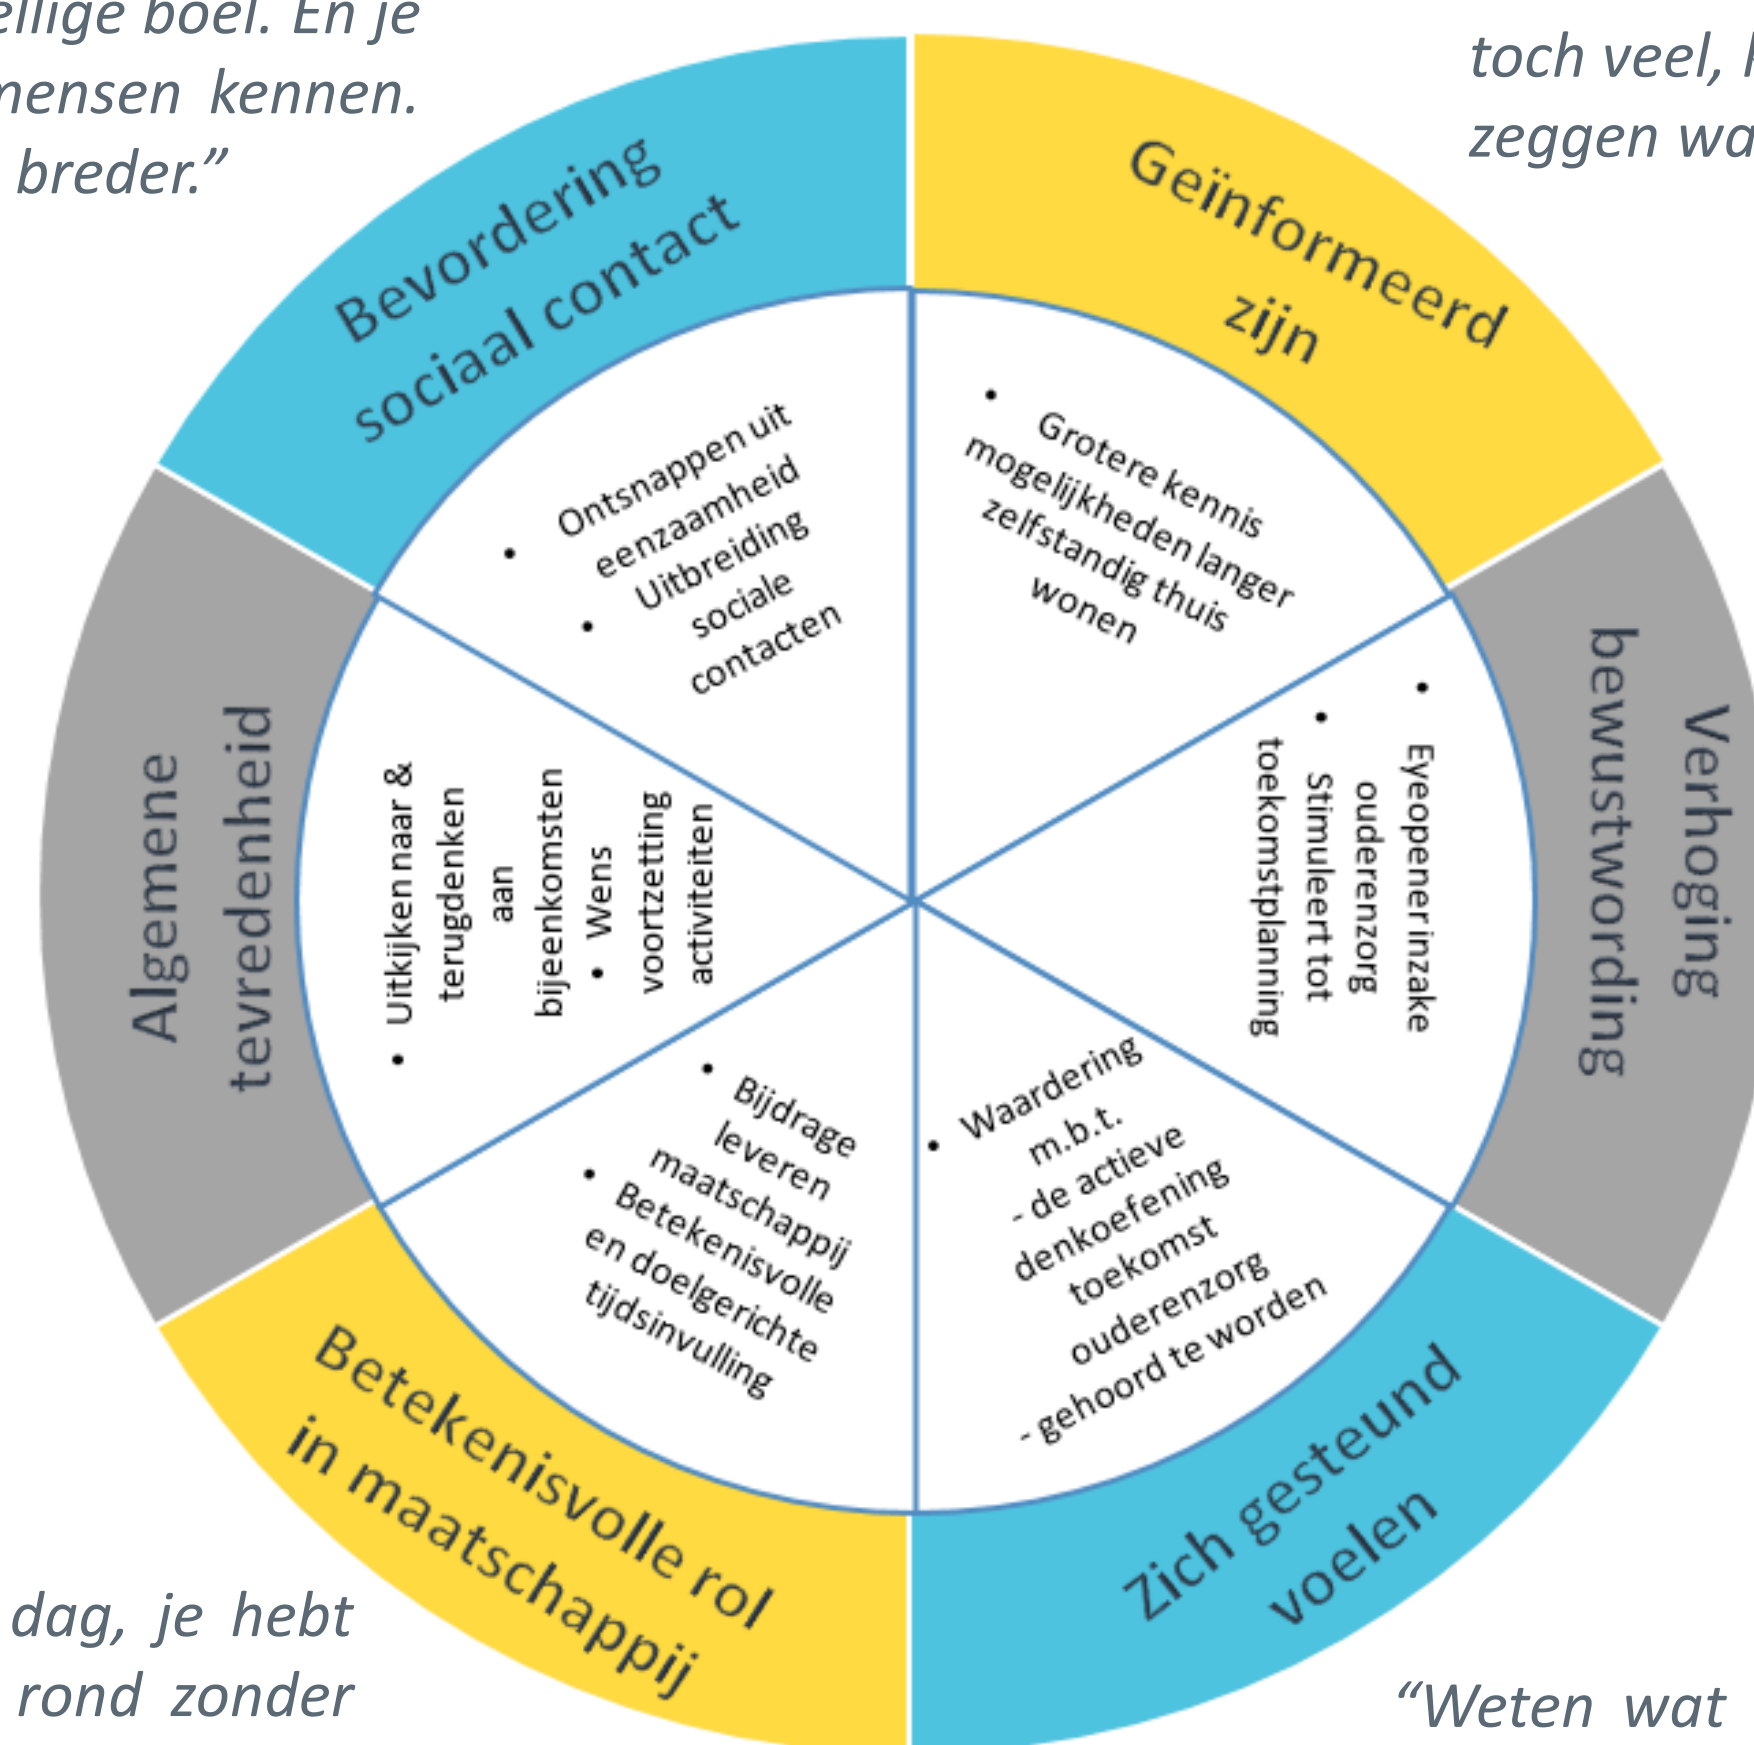 ellige boel. En je
mensen kennen.
breder.”
toch veel,
zeggen wa
Bevordering
sociaal contact
Geïnformeerd
zijn
Verhoging
bewustwording
Zich gesteund
voelen
Betekenisvolle rol
in maatschappij
Algemene
tevredenheid
• Ontsnappen uit
eenzaamheid
• Uitbreiding
sociale
contacten
• Grotere kennis
mogelijkheden langer
zelfstandig thuis
wonen
• Eyeopener inzake
ouderenzorg
• Stimuleert tot
toekomstplanning
• Waardering
m.b.t.
- de actieve
denkoefening
toekomst
ouderenzorg
- gehoord te worden
• Bijdrage
leveren
maatschappij
• Betekenisvolle
en doelgerichte
tijdsinvulling
• Uitkijken naar &
terugdenken
aan
bijeenkomsten
• Wens
voortzetting
activiteiten
dag, je hebt
rond zonder
“Weten wat